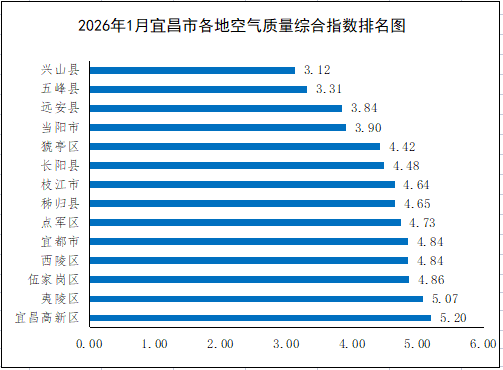 2026年1月宜昌市各地空气质量综合指数排名图
兴山县 3.12
五峰县 3.31
远安县 3.84
当阳市 3.90
猇亭区 4.42
长阳县 4.48
枝江市 4.64
秭归县 4.65
点军区 4.73
宜都市 4.84
西陵区 4.84
伍家岗区 4.86
夷陵区 5.07
宜昌高新区 5.20
0.00 1.00 2.00 3.00 4.00 5.00 6.00